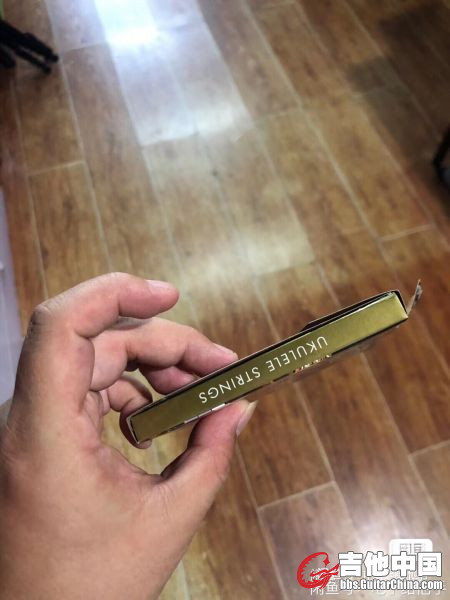 UKULELE STRINGS
吉他中国
bbs.GuitarChina.com